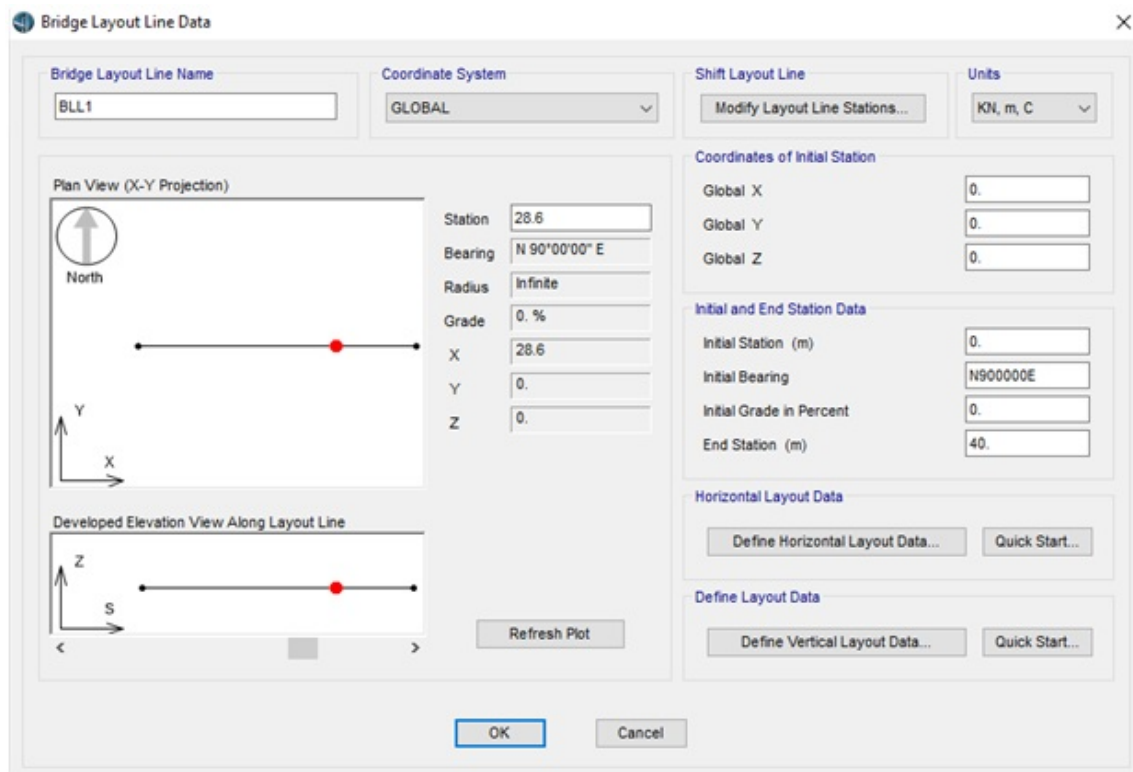 Bridge Layout Line Data
Bridge Layout Line Name
BLL1
Coordinate System
GLOBAL
Shift Layout Line
Modify Layout Line Stations...
Units
KN, m, C
Plan View (X-Y Projection)
North
Y
X
Station
28.6
Bearing
N 90°00'00" E
Radius
Infinite
Grade
0. %
X
28.6
Y
0.
Z
0.
Developed Elevation View Along Layout Line
Z
S
Refresh Plot
Coordinates of Initial Station
Global X
0.
Global Y
0.
Global Z
0.
Initial and End Station Data
Initial Station (m)
0.
Initial Bearing
N900000E
Initial Grade in Percent
0.
End Station (m)
40.
Horizontal Layout Data
Define Horizontal Layout Data...
Quick Start...
Define Layout Data
Define Vertical Layout Data...
Quick Start...
OK
Cancel